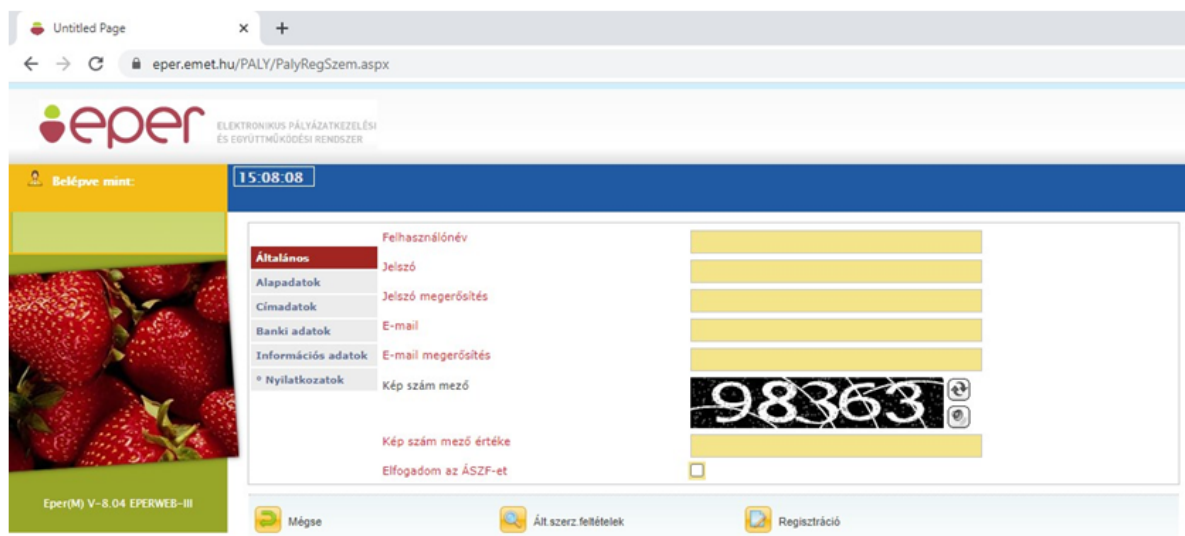 Untitled Page
eper.emet.hu/PALY/PalyRegSzem.aspx
eper
ELEKTRONIKUS PÁLYÁZATKEZELÉSI
ÉS EGYÜTTMŰKÖDÉSI RENDSZER
Belépve mint:
15:08:08
Általános
Alapadatok
Címadatok
Banki adatok
Információs adatok
* Nyilatkozatok
Felhasználónév
Jelszó
Jelszó megerősítés
E-mail
E-mail megerősítés
Kép szám mező
98363
Kép szám mező értéke
Elfogadom az ÁSZF-et
Eper(M) V-8.04 EPERWEB-III
Mégse
Ált.szerz.feltételek
Regisztráció